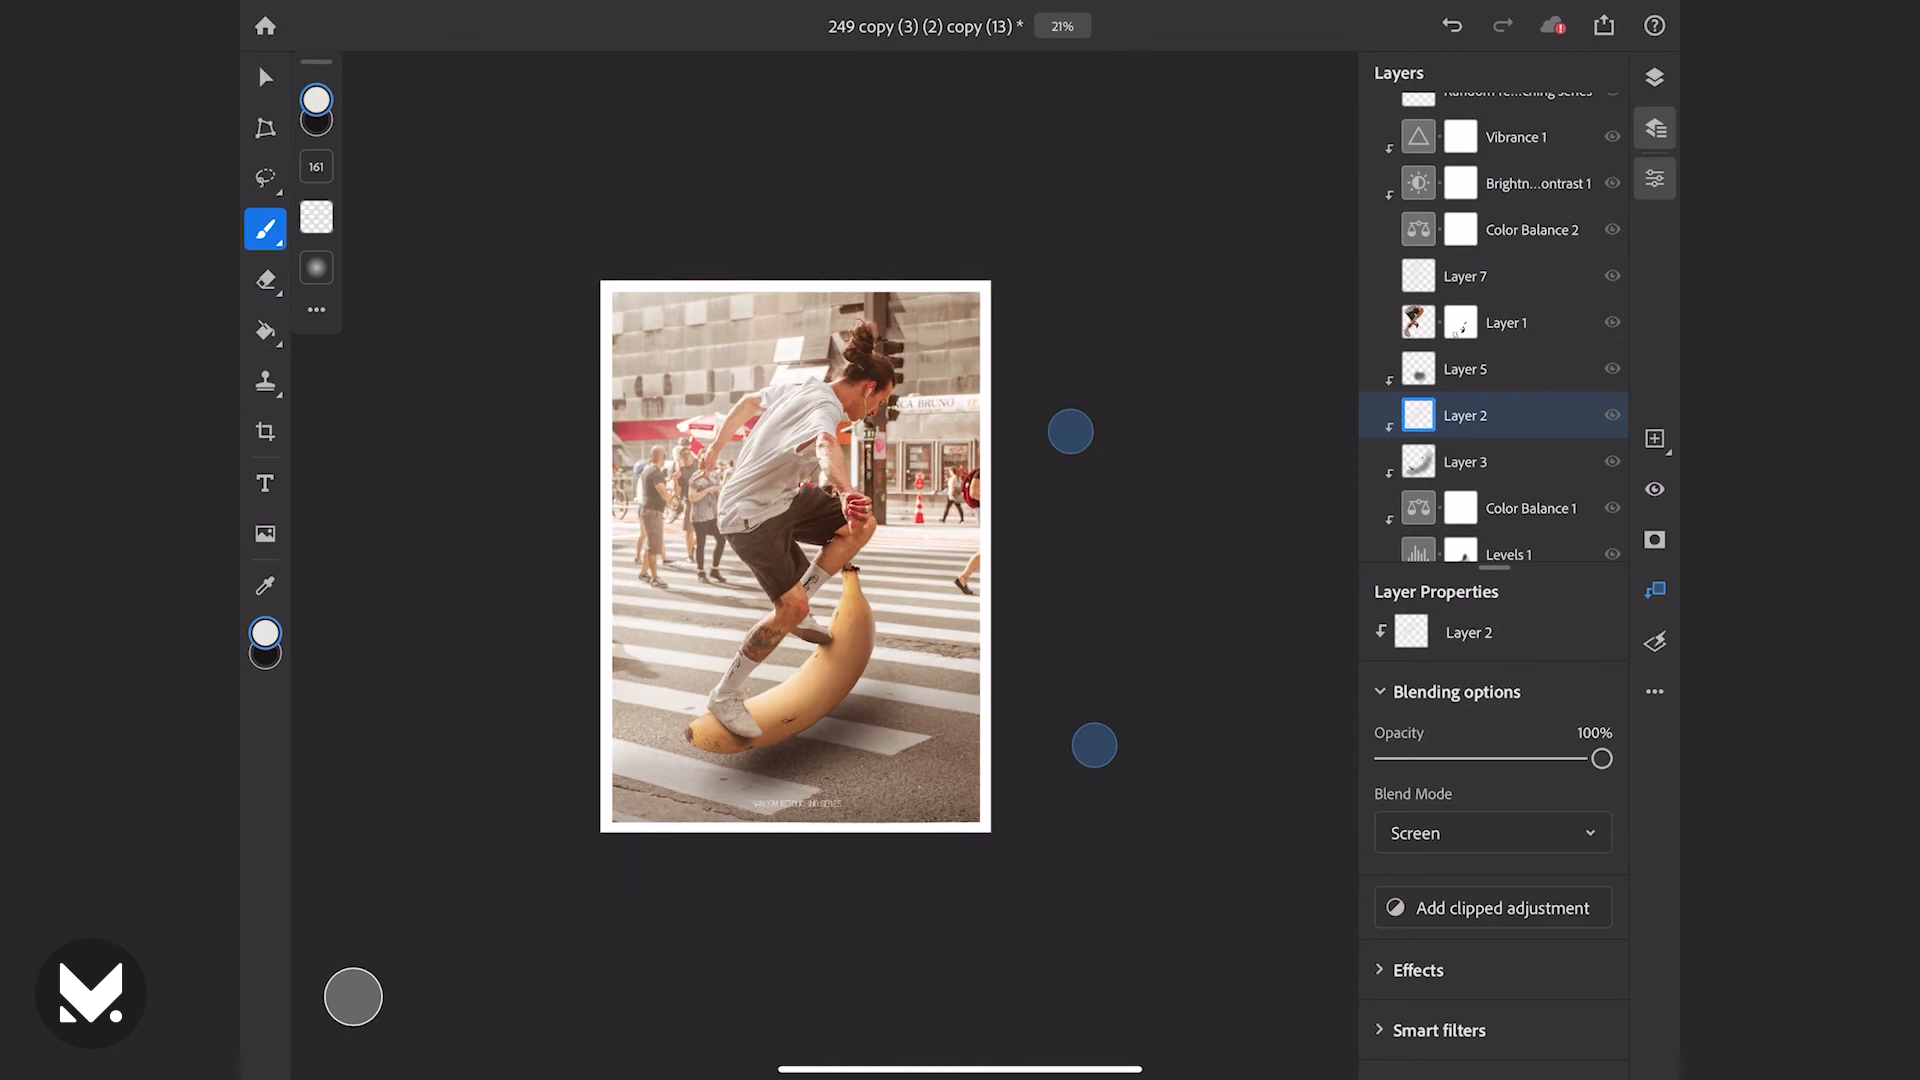 249 copy (3) (2) copy (13) *
21%
161
Layers
Vibrance 1
Brightn...ontrast 1
Color Balance 2
Layer 7
Layer 1
Layer 5
Layer 2
Layer 3
Color Balance 1
Levels 1
Layer Properties
Layer 2
Blending options
Opacity
100%
Blend Mode
Screen
Add clipped adjustment
Effects
Smart filters
BRUNO